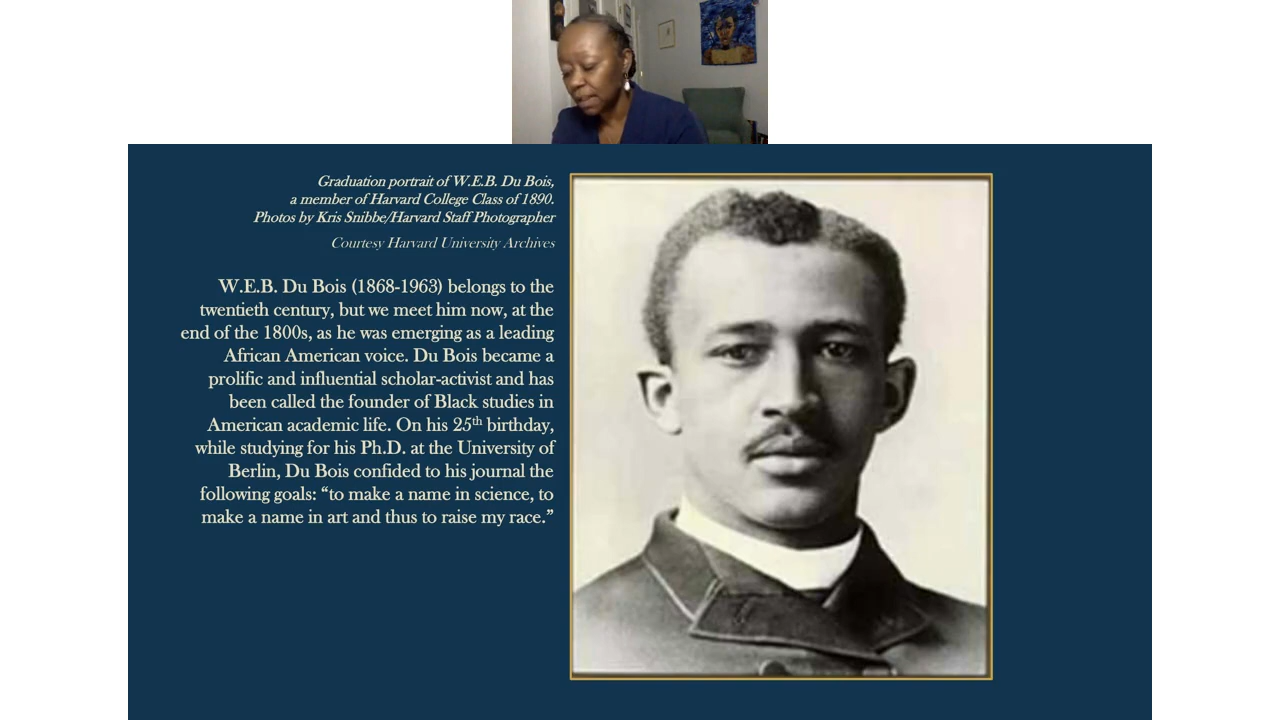 Graduation portrait of W.E.B. Du Bois,
a member of Harvard College Class of 1890.
Photos by Kris Snibbe/Harvard Staff Photographer
Courtesy Harvard University Archives
W.E.B. Du Bois (1868-1963) belongs to the
twentieth century, but we meet him now, at the
end of the 1800s, as he was emerging as a leading
African American voice. Du Bois became a
prolific and influential scholar-activist and has
been called the founder of Black studies in
American academic life. On his 25th birthday,
while studying for his Ph.D. at the University of
Berlin, Du Bois confided to his journal the
following goals: “to make a name in science, to
make a name in art and thus to raise my race.”